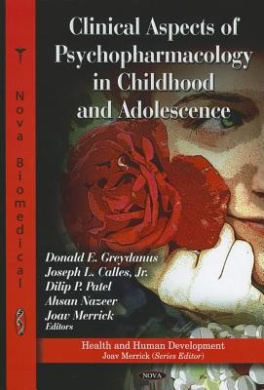 Clinical Aspects of
Psychopharmacology
in Childhood
and Adolescence
Nova Biomedical
Donald E. Greydanus
Joseph L. Calles, Jr.
Dilip P. Patel
Ahsan Nazeer
Joav Merrick
Editors
Health and Human Development
Joav Merrick (Series Editor)
NOVA